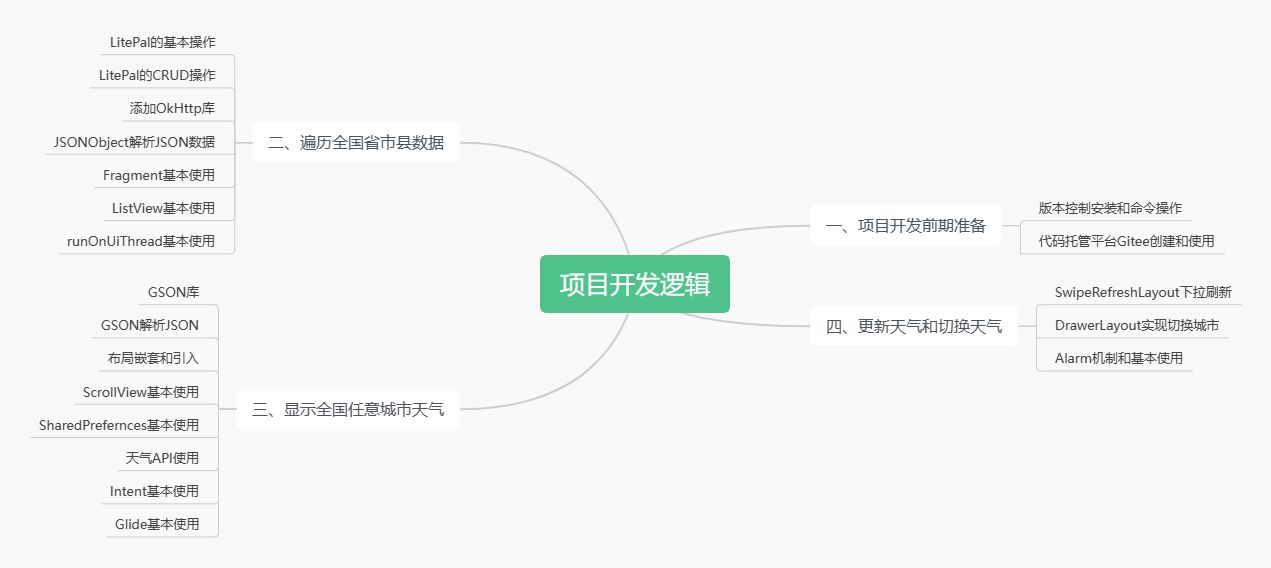 项目开发逻辑
一、项目开发前期准备
版本控制安装和命令操作
代码托管平台Gitee创建和使用
二、遍历全国省市县数据
LitePal的基本操作
LitePal的CRUD操作
添加OkHttp库
JSONObject解析JSON数据
Fragment基本使用
ListView基本使用
runOnUiThread基本使用
三、显示全国任意城市天气
GSON库
GSON解析JSON
布局嵌套和引入
ScrollView基本使用
SharedPrefernces基本使用
天气API使用
Intent基本使用
Glide基本使用
四、更新天气和切换天气
SwipeRefreshLayout下拉刷新
DrawerLayout实现切换城市
Alarm机制和基本使用